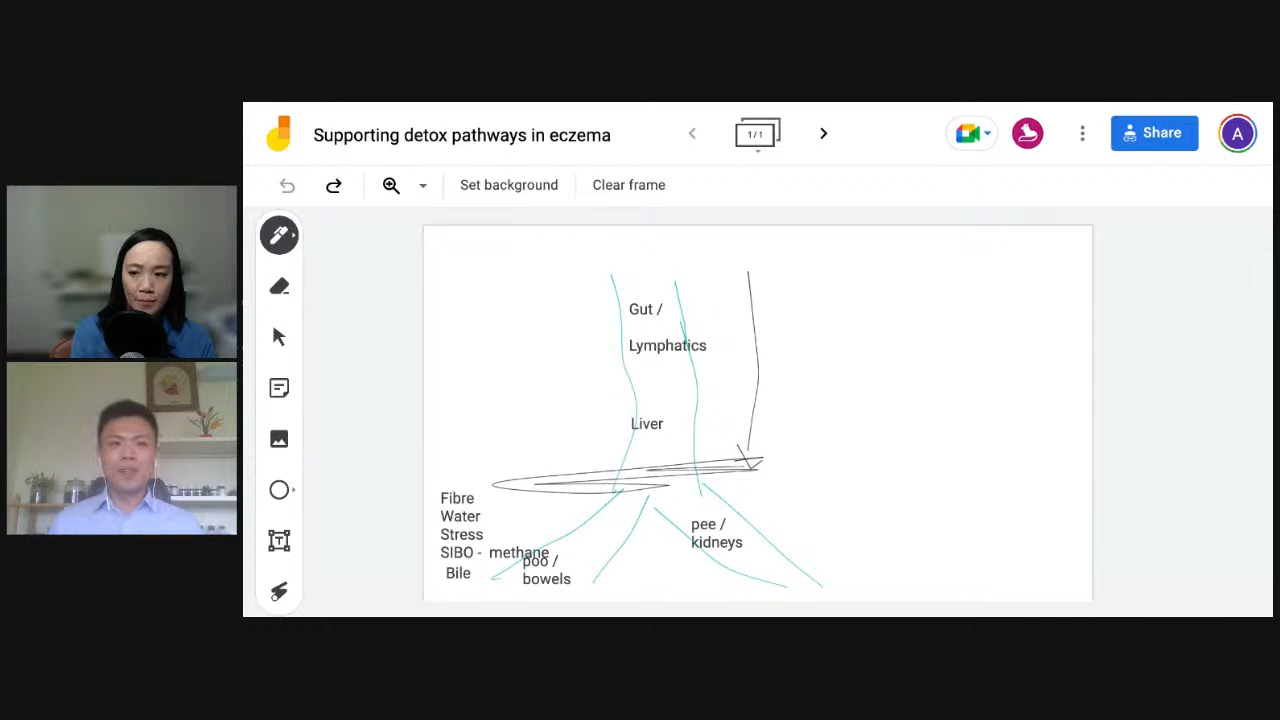 Supporting detox pathways in eczema
1/1
Share
A
Set background
Clear frame
Gut /
Lymphatics
Liver
Fibre
Water
Stress
SIBO - methane
Bile
poo /
bowels
pee /
kidneys